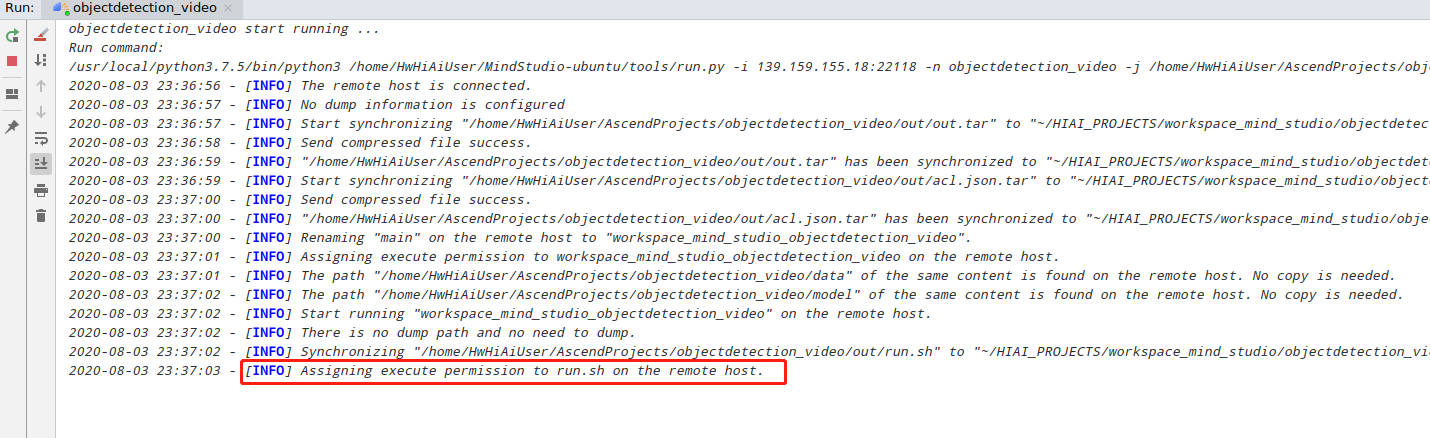 Run: objectdetection_video
objectdetection_video start running ...
Run command:
/usr/local/python3.7.5/bin/python3 /home/HwHiAiUser/MindStudio-ubuntu/tools/run.py -i 139.159.155.18:22118 -n objectdetection_video -j /home/HwHiAiUser/AscendProjects/obj
2020-08-03 23:36:56 - [INFO] The remote host is connected.
2020-08-03 23:36:57 - [INFO] No dump information is configured
2020-08-03 23:36:57 - [INFO] Start synchronizing "/home/HwHiAiUser/AscendProjects/objectdetection_video/out/out.tar" to "~/HIAI_PROJECTS/workspace_mind_studio/objectdetec
2020-08-03 23:36:58 - [INFO] Send compressed file success.
2020-08-03 23:36:59 - [INFO] "/home/HwHiAiUser/AscendProjects/objectdetection_video/out/out.tar" has been synchronized to "~/HIAI_PROJECTS/workspace_mind_studio/objectdet
2020-08-03 23:36:59 - [INFO] Start synchronizing "/home/HwHiAiUser/AscendProjects/objectdetection_video/out/acl.json.tar" to "~/HIAI_PROJECTS/workspace_mind_studio/object
2020-08-03 23:37:00 - [INFO] Send compressed file success.
2020-08-03 23:37:00 - [INFO] "/home/HwHiAiUser/AscendProjects/objectdetection_video/out/acl.json.tar" has been synchronized to "~/HIAI_PROJECTS/workspace_mind_studio/obje
2020-08-03 23:37:00 - [INFO] Renaming "main" on the remote host to "workspace_mind_studio_objectdetection_video".
2020-08-03 23:37:01 - [INFO] Assigning execute permission to workspace_mind_studio_objectdetection_video on the remote host.
2020-08-03 23:37:01 - [INFO] The path "/home/HwHiAiUser/AscendProjects/objectdetection_video/data" of the same content is found on the remote host. No copy is needed.
2020-08-03 23:37:02 - [INFO] The path "/home/HwHiAiUser/AscendProjects/objectdetection_video/model" of the same content is found on the remote host. No copy is needed.
2020-08-03 23:37:02 - [INFO] Start running "workspace_mind_studio_objectdetection_video" on the remote host.
2020-08-03 23:37:02 - [INFO] There is no dump path and no need to dump.
2020-08-03 23:37:02 - [INFO] Synchronizing "/home/HwHiAiUser/AscendProjects/objectdetection_video/out/run.sh" to "~/HIAI_PROJECTS/workspace_mind_studio/objectdetection_vi
2020-08-03 23:37:03 - [INFO] Assigning execute permission to run.sh on the remote host.